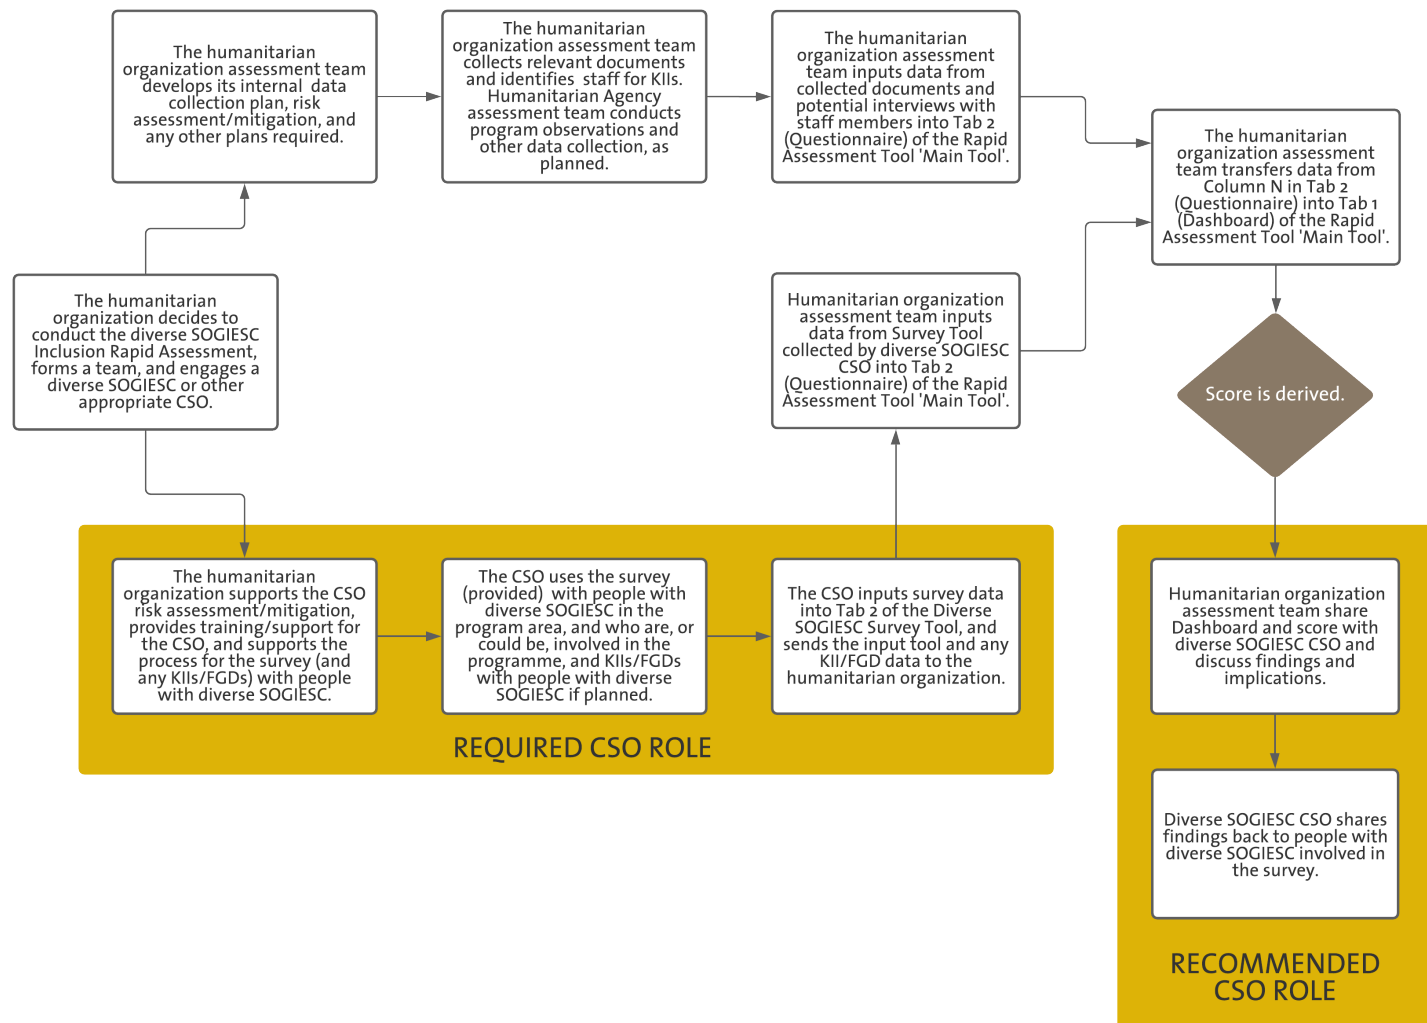 The humanitarian
organization assessment team
develops its internal  data
collection plan, risk
assessment/mitigation, and
any other plans required.
The humanitarian
organization assessment team
collects relevant documents
and identifies  staff for KIIs.
Humanitarian Agency
assessment team conducts
program observations and
other data collection, as
planned.
The humanitarian
organization assessment
team inputs data from
collected documents and
potential interviews with
staff members into Tab 2
(Questionnaire) of the Rapid
Assessment Tool 'Main Tool'.
The humanitarian
organization assessment
team transfers data from
Column N in Tab 2
(Questionnaire) into Tab 1
(Dashboard) of the Rapid
Assessment Tool 'Main Tool'.
The humanitarian
organization decides to
conduct the diverse SOGIESC
Inclusion Rapid Assessment,
forms a team, and engages a
diverse SOGIESC or other
appropriate CSO.
Humanitarian organization
assessment team inputs
data from Survey Tool
collected by diverse SOGIESC
CSO into Tab 2
(Questionnaire) of the Rapid
Assessment Tool 'Main Tool'.
Score is derived.
The humanitarian
organization supports the CSO
risk assessment/mitigation,
provides training/support for
the CSO, and supports the
process for the survey (and
any KIIs/FGDs) with people
with diverse SOGIESC.
The CSO uses the survey
(provided)  with people with
diverse SOGIESC in the
program area, and who are, or
could be, involved in the
programme, and KIIs/FGDs
with people with diverse
SOGIESC if planned.
The CSO inputs survey data
into Tab 2 of the Diverse
SOGIESC Survey Tool, and
sends the input tool and any
KII/FGD data to the
humanitarian organization.
REQUIRED CSO ROLE
Humanitarian organization
assessment team share
Dashboard and score with
diverse SOGIESC CSO and
discuss findings and
implications.
Diverse SOGIESC CSO shares
findings back to people with
diverse SOGIESC involved in
the survey.
RECOMMENDED
CSO ROLE